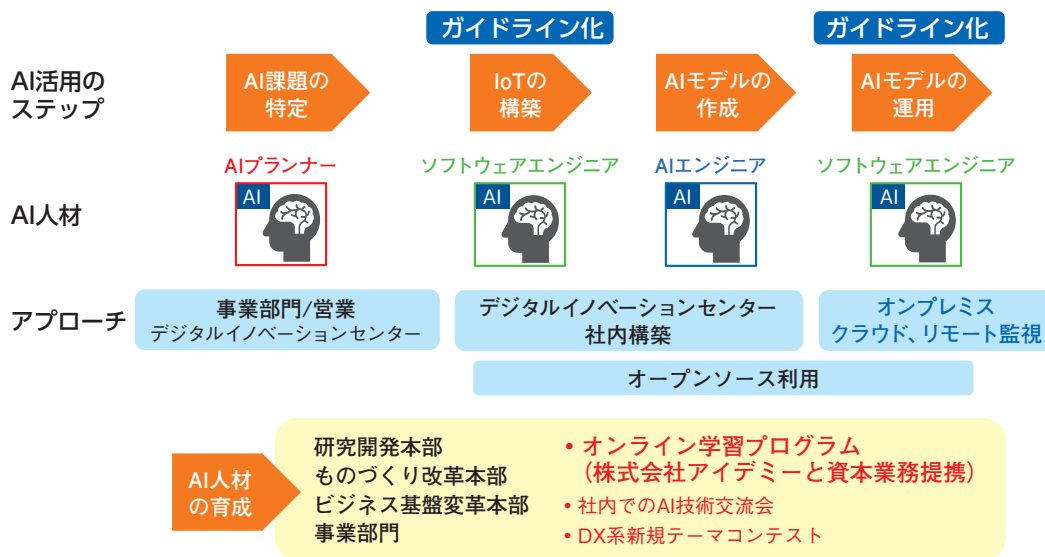 ガイドライン化
ガイドライン化
AI活用の
ステップ
AI課題の
特定
IoTの
構築
AIモデルの
作成
AIモデルの
運用
AI人材
AIプランナー
AI
ソフトウェアエンジニア
AI
AIエンジニア
AI
ソフトウェアエンジニア
AI
アプローチ
事業部門/営業
デジタルイノベーションセンター
デジタルイノベーションセンター
社内構築
オンプレミス
クラウド、リモート監視
オープンソース利用
AI人材
の育成
研究開発本部
ものづくり改革本部
ビジネス基盤変革本部
事業部門
• オンライン学習プログラム
（株式会社アイデミーと資本業務提携）
• 社内でのAI技術交流会
• DX系新規テーマコンテスト